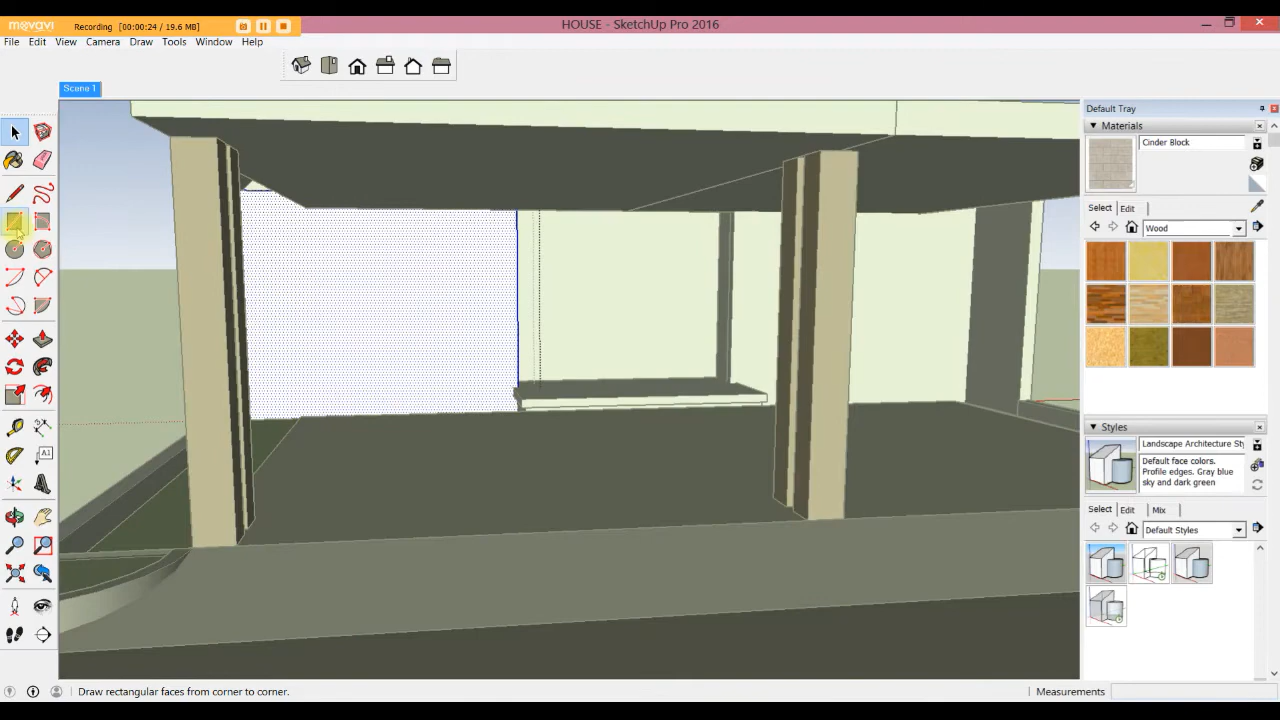 movavi
Recording [00:00:24 / 19.6 MB]
HOUSE - SketchUp Pro 2016
File Edit View Camera Draw Tools Window Help
Scene 1
Default Tray
Materials
Cinder Block
Select Edit
Wood
A1
Styles
Landscape Architecture Sty
Default face colors.
Profile edges. Gray blue
sky and dark green
Select Edit Mix
Default Styles
Draw rectangular faces from corner to corner.
Measurements